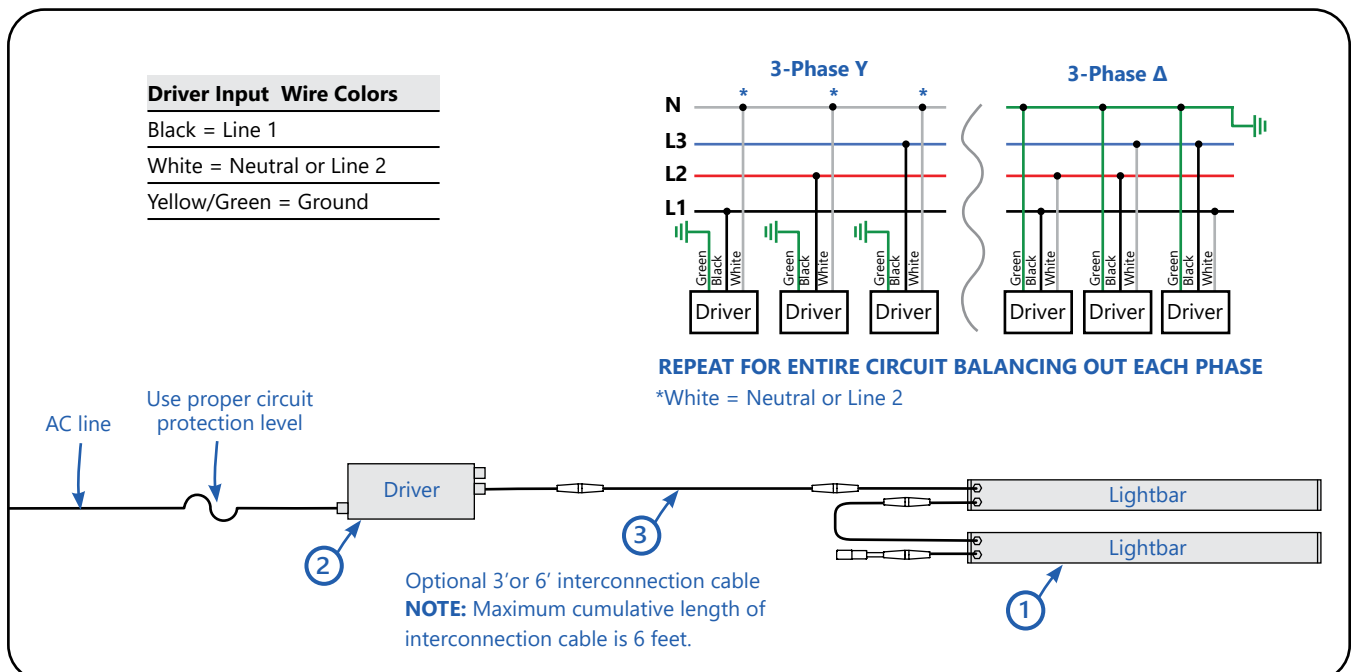 Driver Input Wire Colors
Black = Line 1
White = Neutral or Line 2
Yellow/Green = Ground
3-Phase Y
3-Phase Δ
* * *
N
L3
L2
L1
Green Black White Green Black White Green Black White
Green Black White Green Black White Green Black White
Driver Driver Driver
Driver Driver Driver
REPEAT FOR ENTIRE CIRCUIT BALANCING OUT EACH PHASE
*White = Neutral or Line 2
AC line
Use proper circuit
protection level
Driver
Lightbar
Lightbar
2
3
1
Optional 3'or 6' interconnection cable
NOTE: Maximum cumulative length of
interconnection cable is 6 feet.